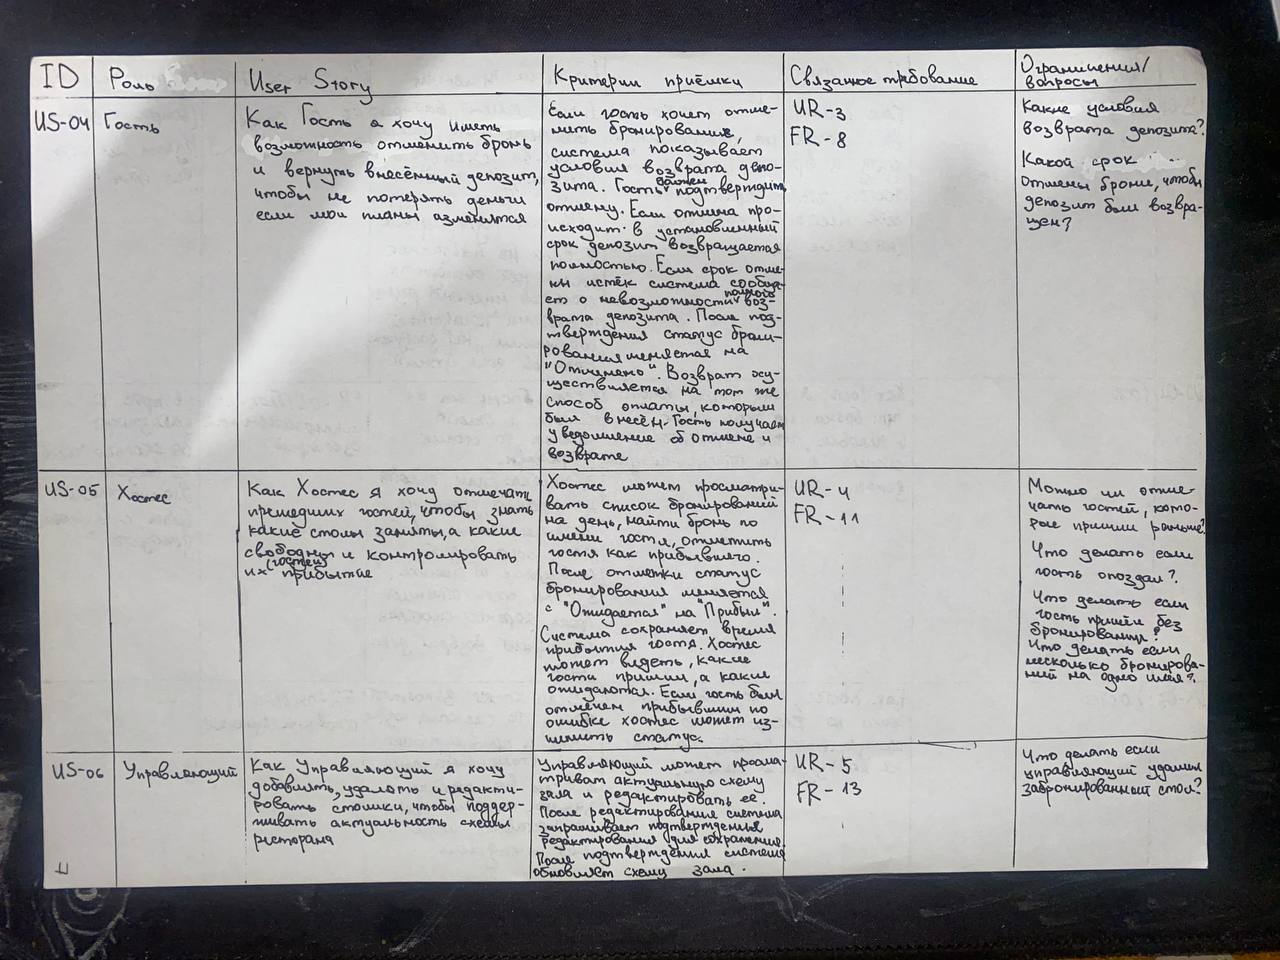 ID
Роль
User Story
Критерии приёмки
Связаное требование
Ограничения/
вопросы
US-04
Гость
Как Гость я хочу иметь
возможность отменить бронь
и вернуть внесённый депозит,
чтобы не потерять деньги
если мои планы изменятся
Если гость хочет отме-
нить бронирование,
система показывает
условия возврата депо-
зита. Гость должен подтвердить
отмену. Если отмена про-
исходит в установленный
срок депозит возвращается
полностью. Если срок отме-
ны истёк система сообща-
ет о невозможности полного воз-
врата депозита. После под-
тверждения статус брони-
рования меняется на
"Отменено". Возврат осу-
ществляется на тот же
способ оплаты, которым
был внесён. Гость получает
уведомление об отмене и
возврате
UR-3
FR-8
Какие условия
возврата депозита?
Какой срок
отмены брони, чтобы
депозит был возвра-
щен?
US-05
Хостес
Как Хостес я хочу отмечать
пришедших гостей, чтобы знать
какие столы заняты, а какие
свободны и контролировать
их (гостей) прибытие
Хостес может просматри-
вать список бронирований
на день, найти бронь по
имени гостя, отметить
гостя как прибывшего.
После отметки статус
бронирования меняется
с "Ожидается" на "Прибыл".
Система сохраняет время
прибытия гостя. Хостес
может видеть, какие
гости пришли, а какие
ожидаются. Если гость был
отмечен прибывшим по
ошибке хостес может из-
менить статус.
UR-4
FR-11
Можно ли отме-
чать гостей, кото-
рые пришли раньше?
Что делать если
гость опоздал?
Что делать если
гость пришёл без
бронирования?
Что делать если
несколько бронирова-
ний на одно имя?
US-06
Управляющий
Как Управляющий я хочу
добавлять, удалять и редакти-
ровать столики, чтобы поддер-
живать актуальность схемы
ресторана
Управляющий может просма-
тривать актуальную схему
зала и редактировать её.
После редактирования система
запрашивает подтверждения
редактирования для сохранения.
После подтверждения система
обновляет схему зала.
UR-5
FR-13
Что делать если
управляющий удалил
забронированный стол?